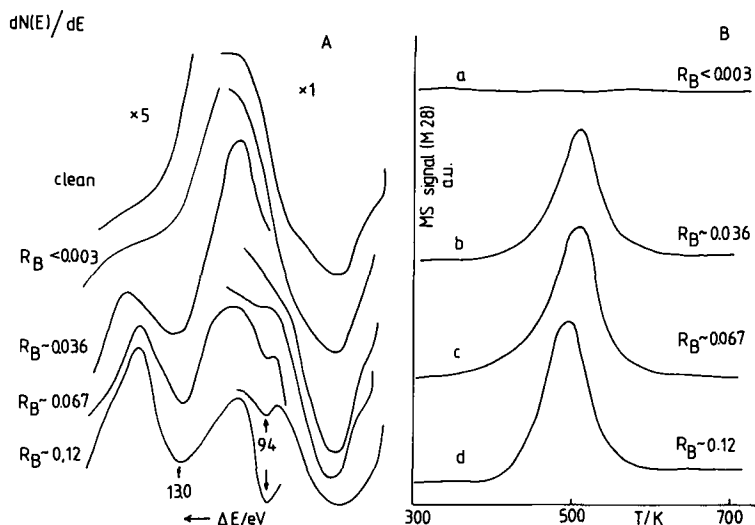 dN(E)/dE
A
×5
×1
clean
R_B<0.003
R_B~0.036
R_B~0.067
R_B~0.12
130
94
← ΔE/eV
B
a
R_B<0.003
MS signal (M 28)
a.u.
b
R_B~0.036
c
R_B~0.067
d
R_B~0.12
300
500
T/K
700